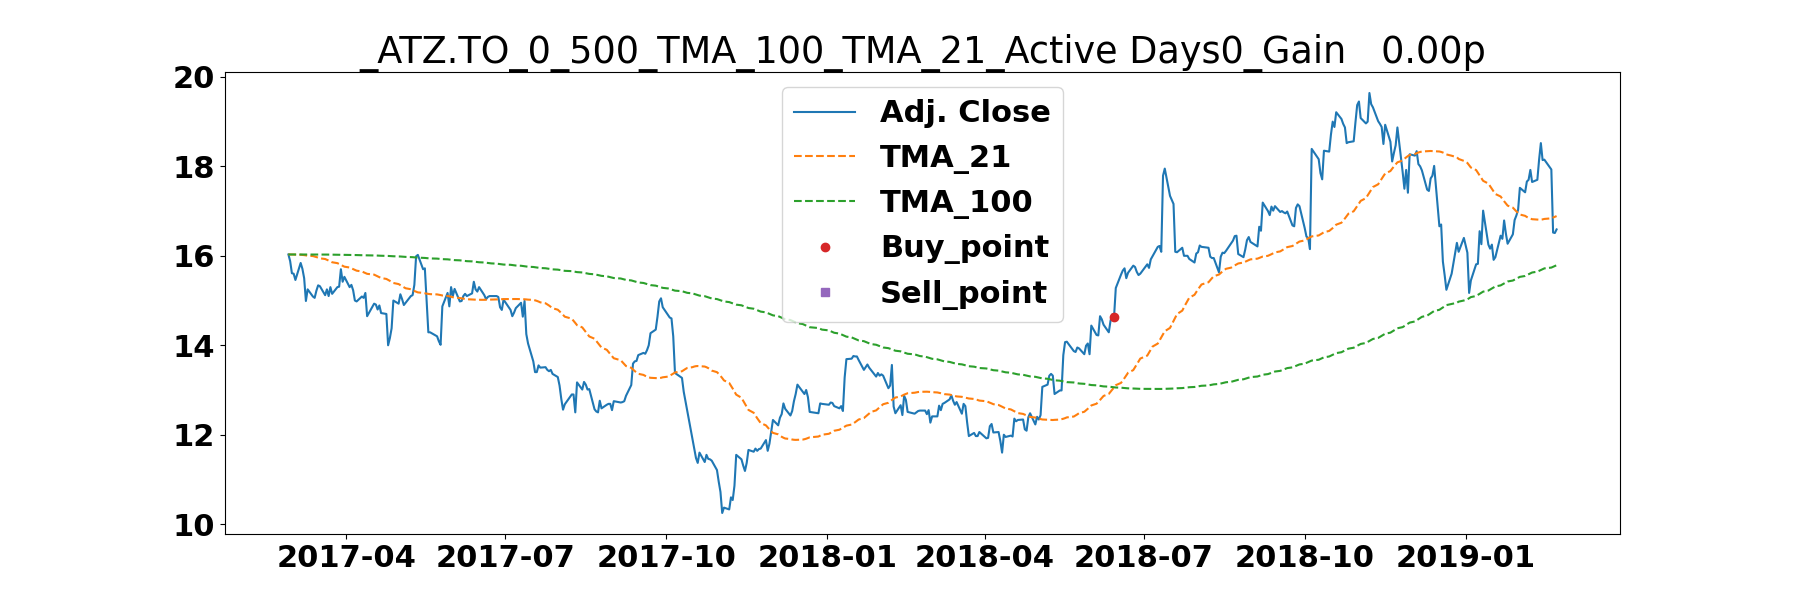 _ATZ.TO_0_500_TMA_100_TMA_21_Active Days0_Gain   0.00p
20
18
16
14
12
10
Adj. Close
TMA_21
TMA_100
Buy_point
Sell_point
2017-04 2017-07 2017-10 2018-01 2018-04 2018-07 2018-10 2019-01